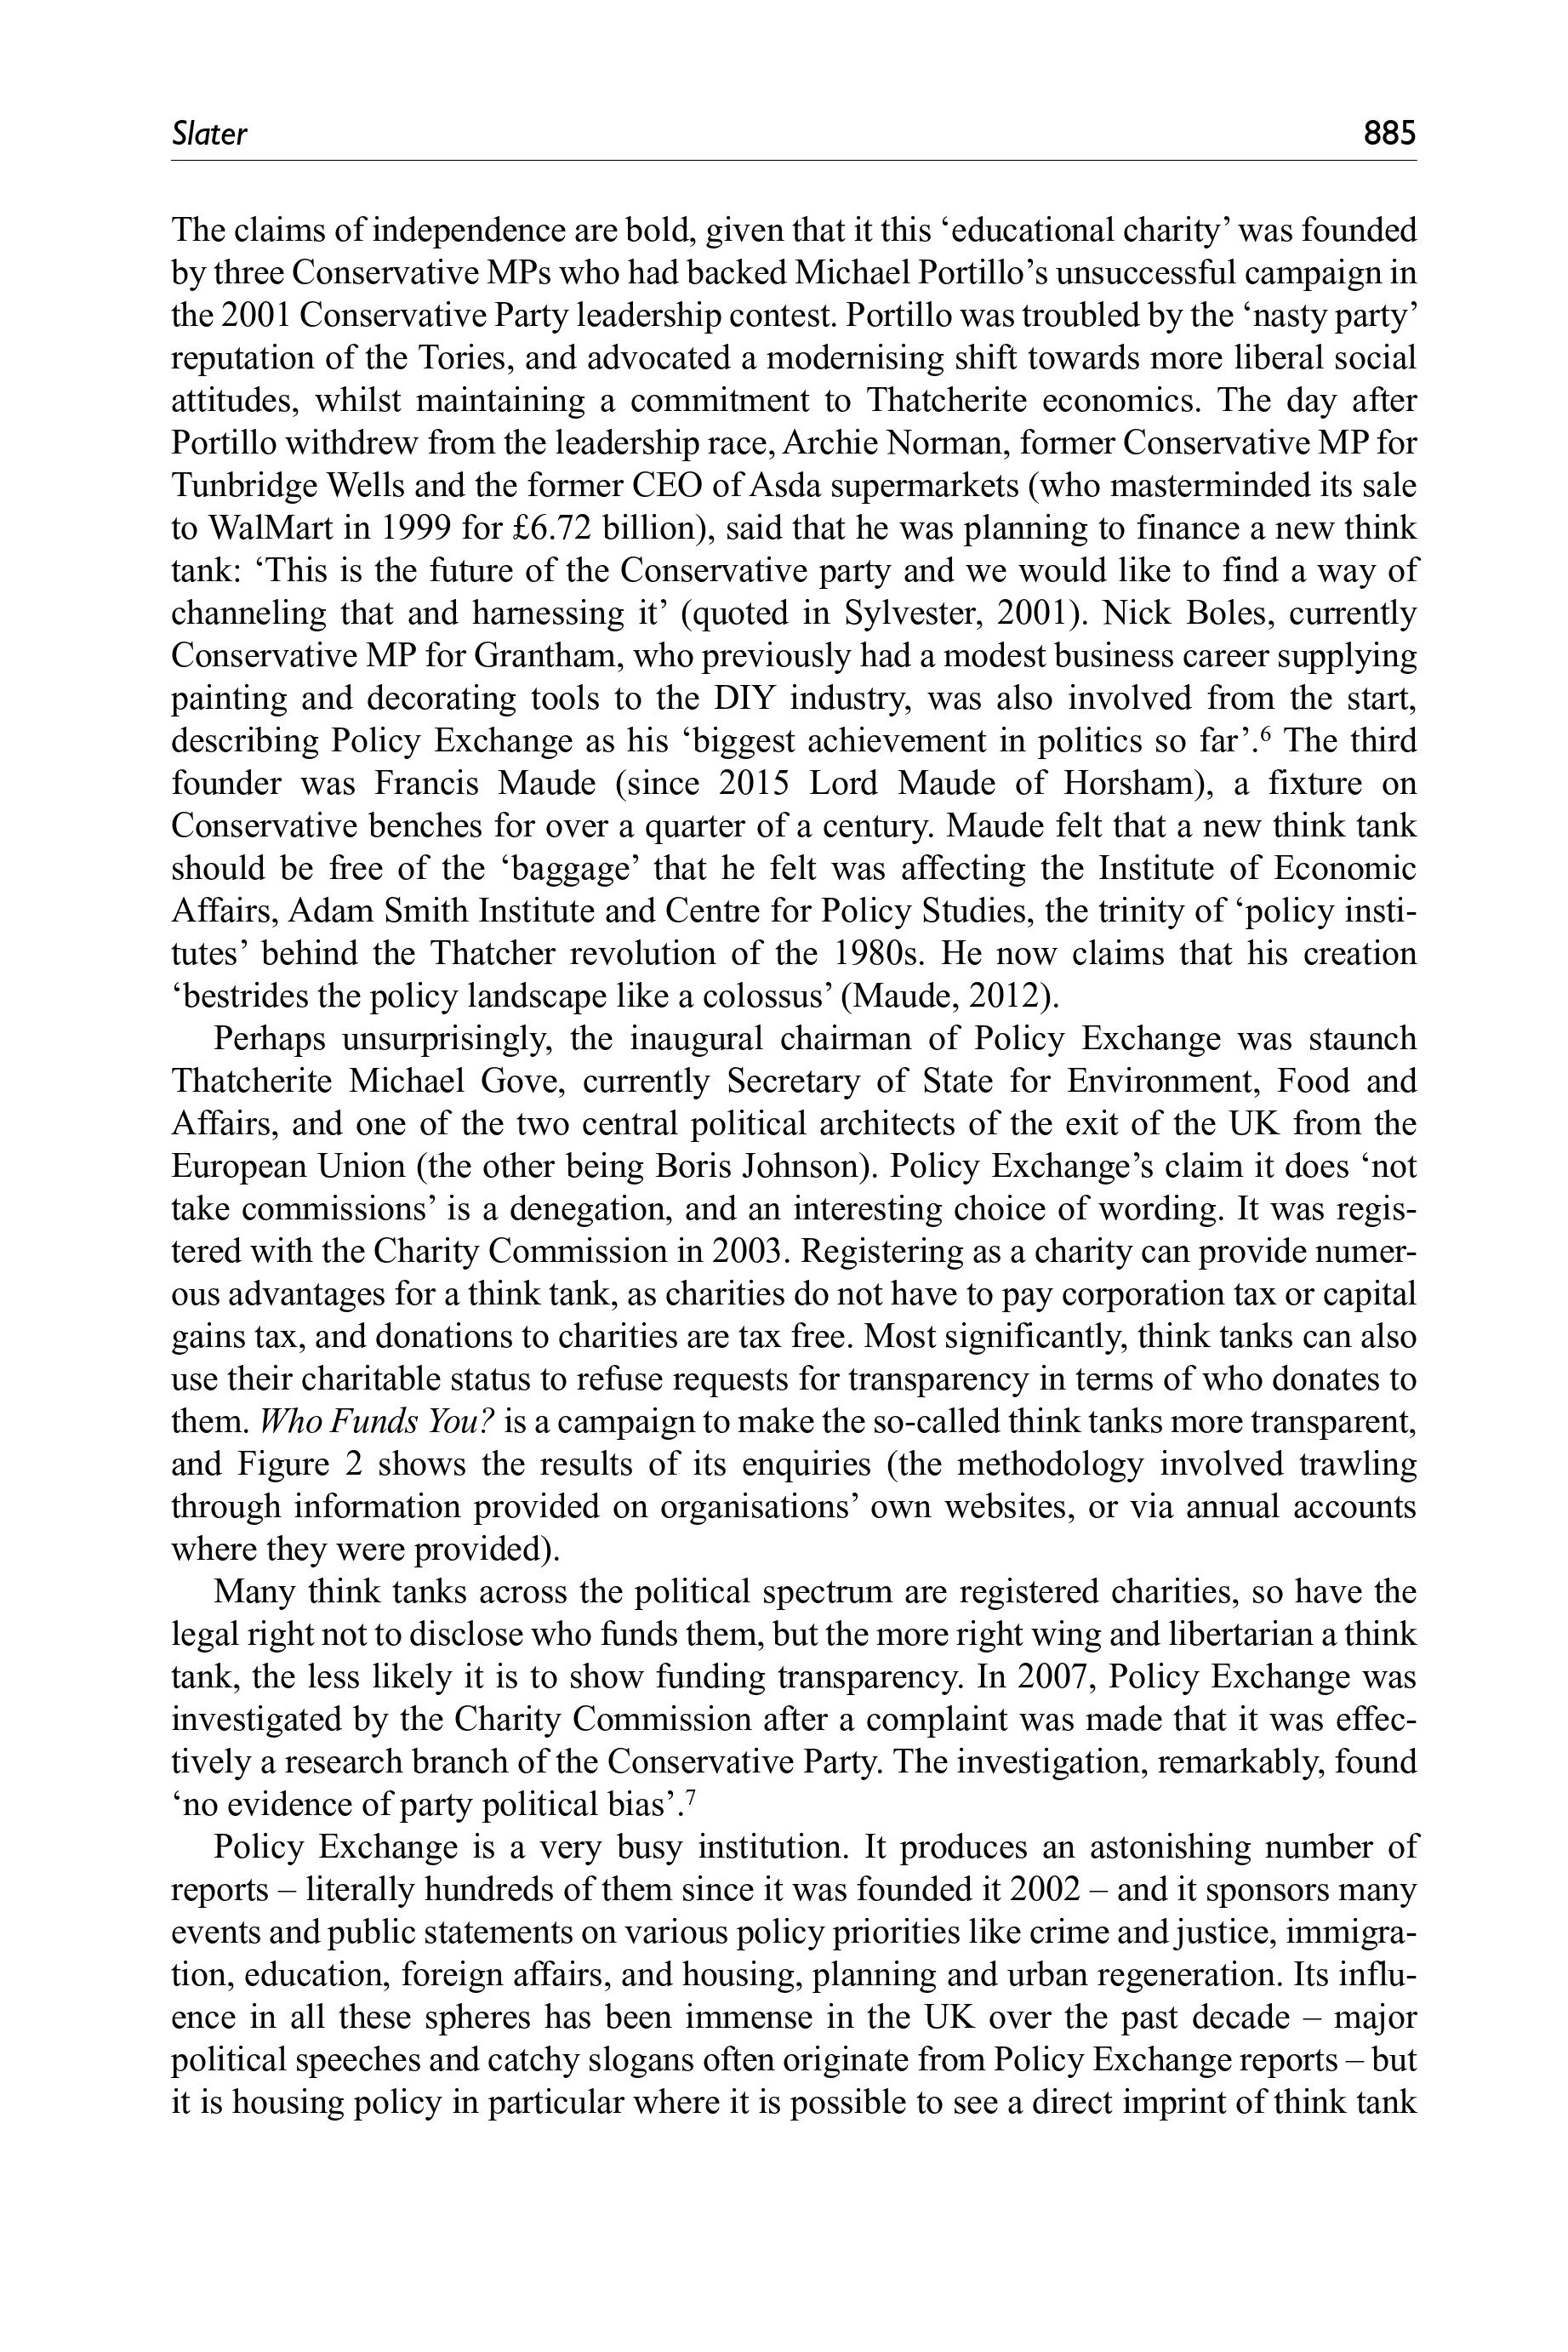 Slater 885
The claims of independence are bold, given that it this ‘educational charity’ was founded
by three Conservative MPs who had backed Michael Portillo’s unsuccessful campaign in
the 2001 Conservative Party leadership contest. Portillo was troubled by the ‘nasty party’
reputation of the Tories, and advocated a modernising shift towards more liberal social
attitudes, whilst maintaining a commitment to Thatcherite economics. The day after
Portillo withdrew from the leadership race, Archie Norman, former Conservative MP for
Tunbridge Wells and the former CEO of Asda supermarkets (who masterminded its sale
to WalMart in 1999 for £6.72 billion), said that he was planning to finance a new think
tank: ‘This is the future of the Conservative party and we would like to find a way of
channeling that and harnessing it’ (quoted in Sylvester, 2001). Nick Boles, currently
Conservative MP for Grantham, who previously had a modest business career supplying
painting and decorating tools to the DIY industry, was also involved from the start,
describing Policy Exchange as his ‘biggest achievement in politics so far’.⁶ The third
founder was Francis Maude (since 2015 Lord Maude of Horsham), a fixture on
Conservative benches for over a quarter of a century. Maude felt that a new think tank
should be free of the ‘baggage’ that he felt was affecting the Institute of Economic
Affairs, Adam Smith Institute and Centre for Policy Studies, the trinity of ‘policy insti-
tutes’ behind the Thatcher revolution of the 1980s. He now claims that his creation
‘bestrides the policy landscape like a colossus’ (Maude, 2012).
Perhaps unsurprisingly, the inaugural chairman of Policy Exchange was staunch
Thatcherite Michael Gove, currently Secretary of State for Environment, Food and
Affairs, and one of the two central political architects of the exit of the UK from the
European Union (the other being Boris Johnson). Policy Exchange’s claim it does ‘not
take commissions’ is a denegation, and an interesting choice of wording. It was regis-
tered with the Charity Commission in 2003. Registering as a charity can provide numer-
ous advantages for a think tank, as charities do not have to pay corporation tax or capital
gains tax, and donations to charities are tax free. Most significantly, think tanks can also
use their charitable status to refuse requests for transparency in terms of who donates to
them. Who Funds You? is a campaign to make the so-called think tanks more transparent,
and Figure 2 shows the results of its enquiries (the methodology involved trawling
through information provided on organisations’ own websites, or via annual accounts
where they were provided).
Many think tanks across the political spectrum are registered charities, so have the
legal right not to disclose who funds them, but the more right wing and libertarian a think
tank, the less likely it is to show funding transparency. In 2007, Policy Exchange was
investigated by the Charity Commission after a complaint was made that it was effec-
tively a research branch of the Conservative Party. The investigation, remarkably, found
‘no evidence of party political bias’.⁷
Policy Exchange is a very busy institution. It produces an astonishing number of
reports – literally hundreds of them since it was founded it 2002 – and it sponsors many
events and public statements on various policy priorities like crime and justice, immigra-
tion, education, foreign affairs, and housing, planning and urban regeneration. Its influ-
ence in all these spheres has been immense in the UK over the past decade – major
political speeches and catchy slogans often originate from Policy Exchange reports – but
it is housing policy in particular where it is possible to see a direct imprint of think tank